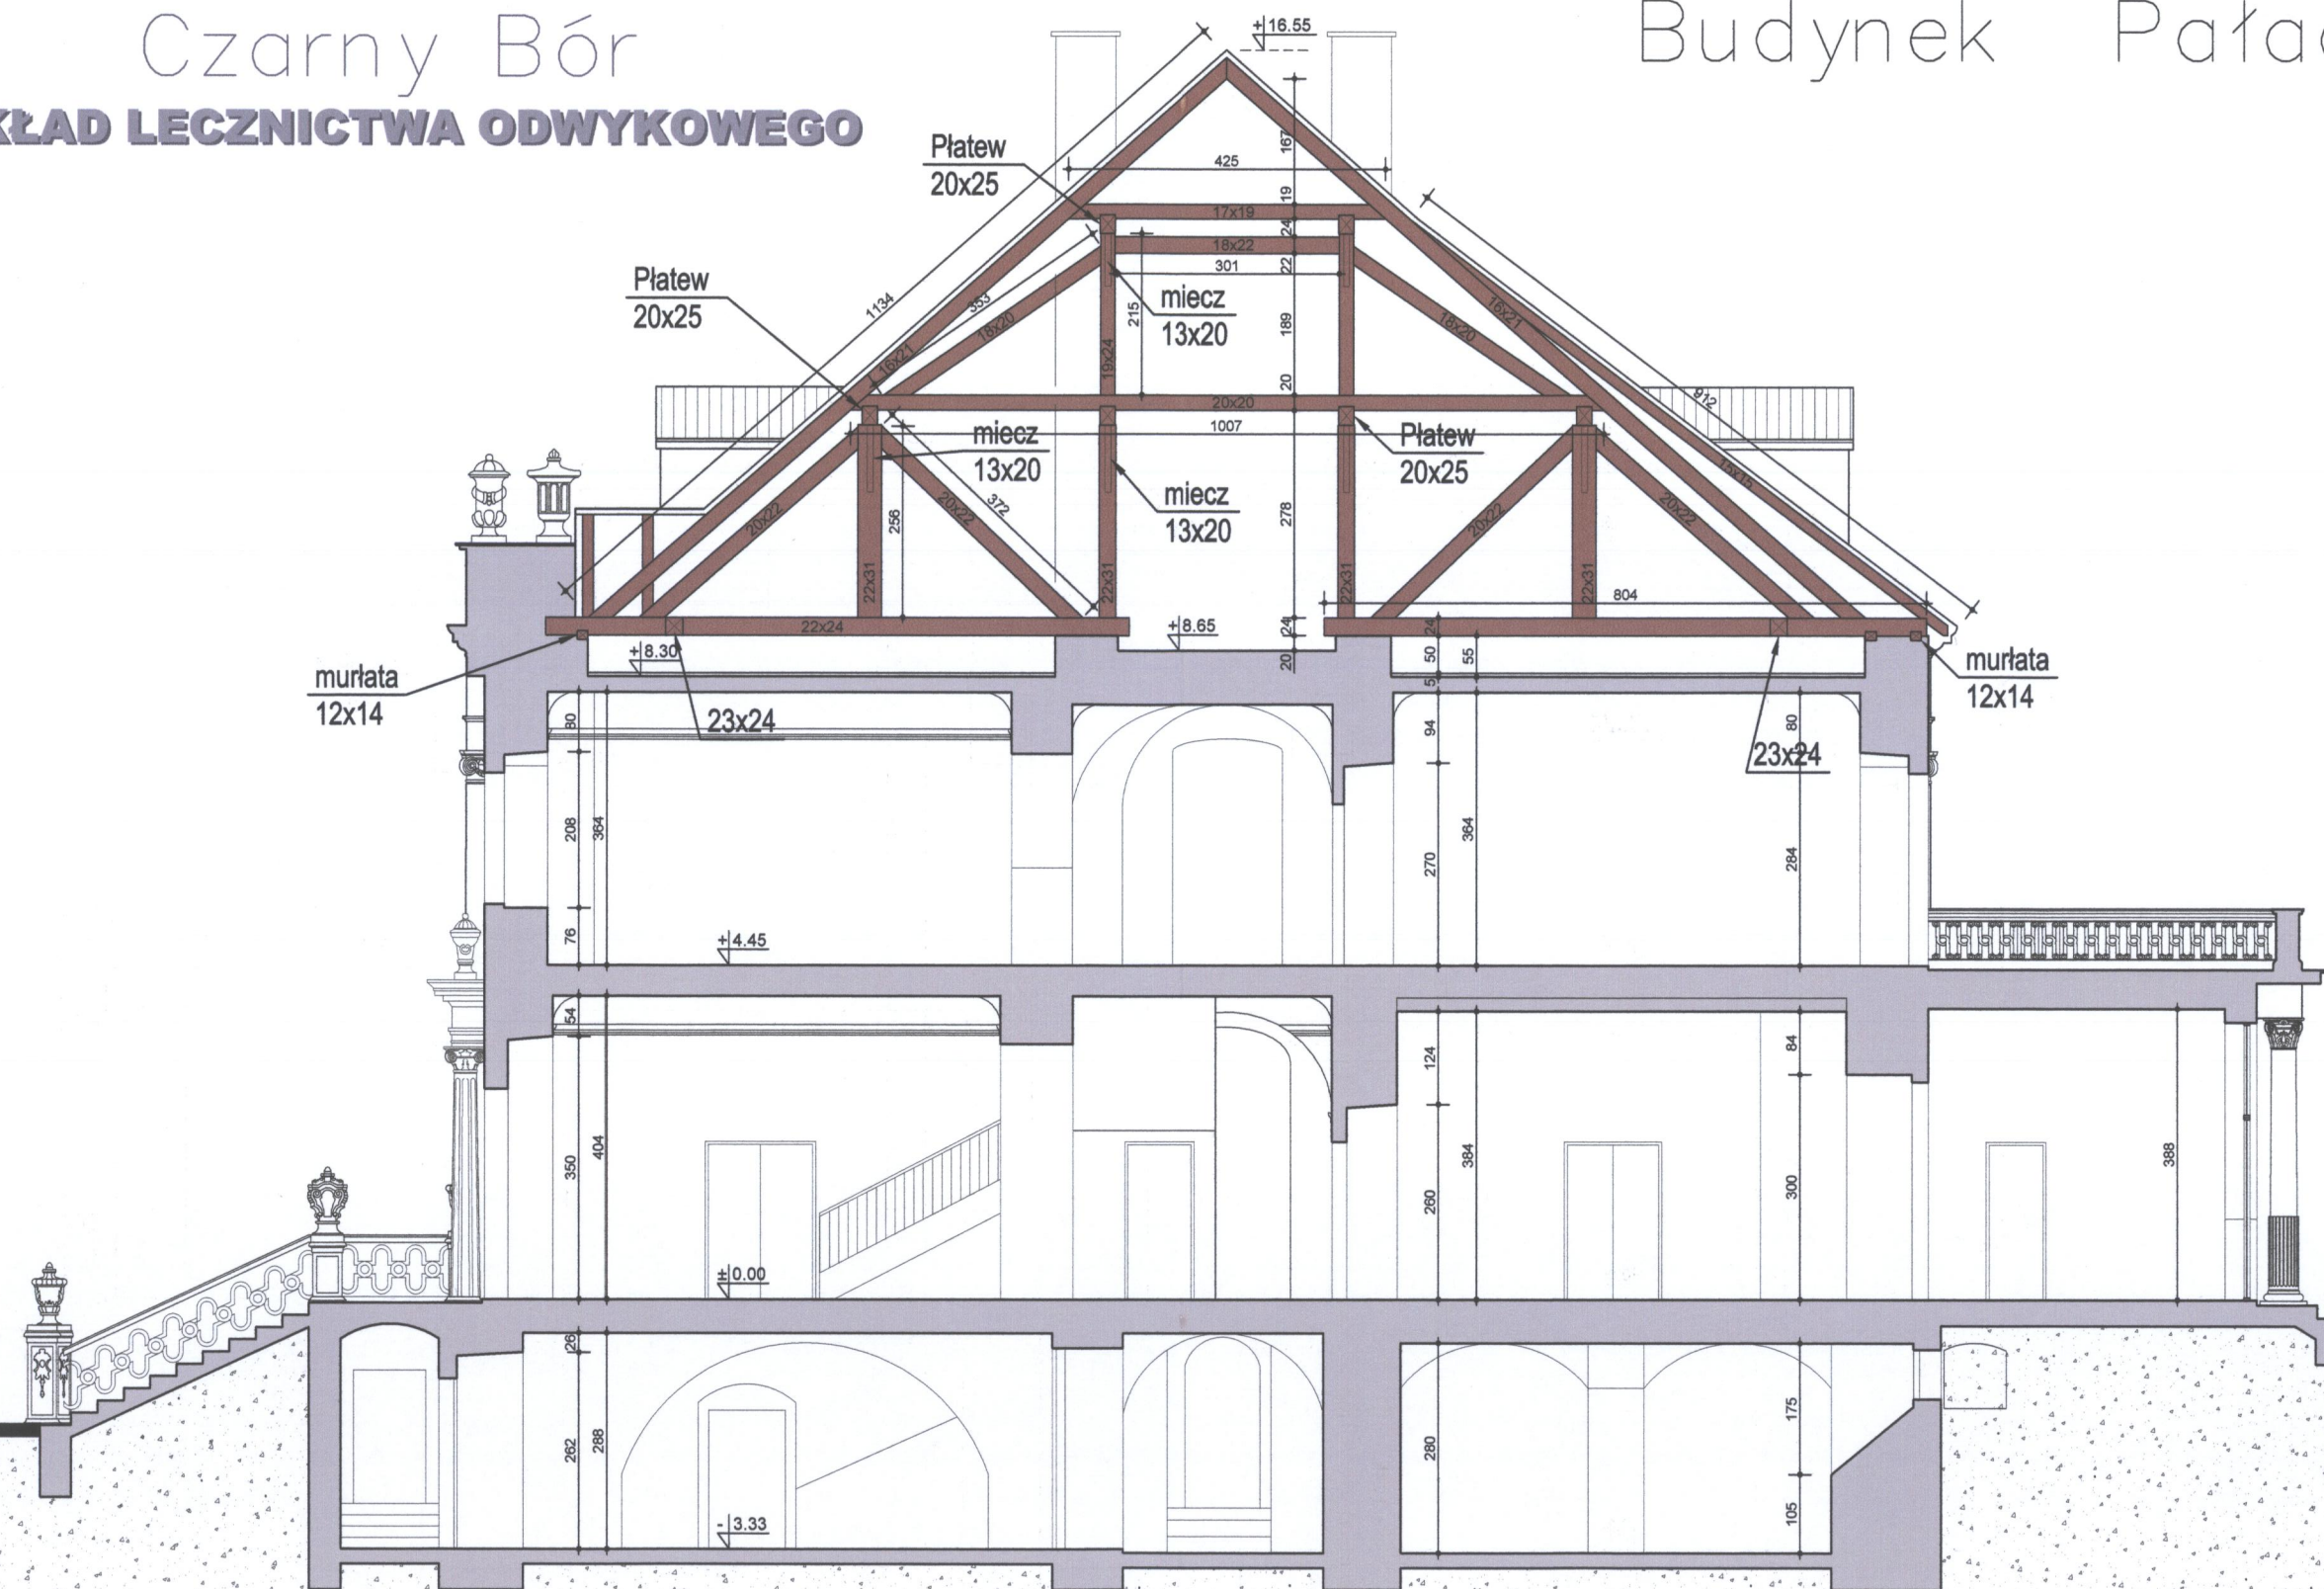 Czarny Bór
Budynek Pała
KŁAD LECZNICTWA ODWYKOWEGO
+16.55
167
425
19
Płatew
20x25
17x19
24
18x22
301
22
Płatew
20x25
1134
353
18x20
16x21
215
miecz
13x20
189
19x24
16x21
18x20
20
20x20
1007
912
miecz
13x20
Płatew
20x25
miecz
13x20
15x15
372
256
278
20x22
20x22
20x22
20x22
22x31
22x31
22x31
22x31
804
22x24
24
24
+8.65
+8.30
20
50
55
5
murłata
12x14
murłata
12x14
23x24
23x24
80
94
80
208
364
270
364
284
76
+4.45
54
124
84
350
404
260
384
300
388
±0.00
26
262
288
280
175
105
-3.33